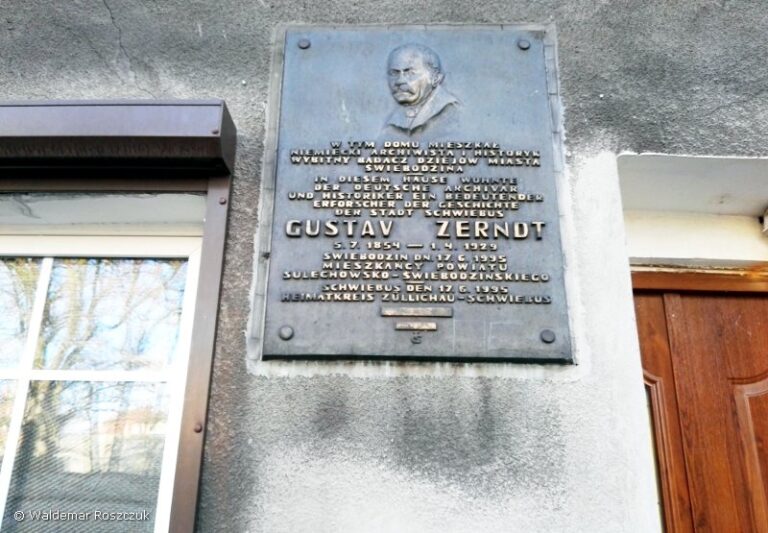 W TYM DOMU MIESZKAŁ
NIEMIECKI ARCHIWISTA I HISTORYK
WYBITNY BADACZ DZIEJÓW MIASTA
ŚWIEBODZINA
IN DIESEM HAUSE WOHNTE
DER DEUTSCHE ARCHIVAR
UND HISTORIKER EIN BEDEUTENDER
ERFORSCHER DER GESCHICHTE
DER STADT SCHWIEBUS
GUSTAV ZERNDT
5.7.1854 — 1.4.1929
ŚWIEBODZIN DN 17.6.1995
MIESZKAŃCY POWIATU
SULECHOWSKO-ŚWIEBODZIŃSKIEGO
SCHWIEBUS DEN 17.6.1995
HEIMATKREIS ZÜLLICHAU-SCHWIEBUS
© Waldemar Roszczuk